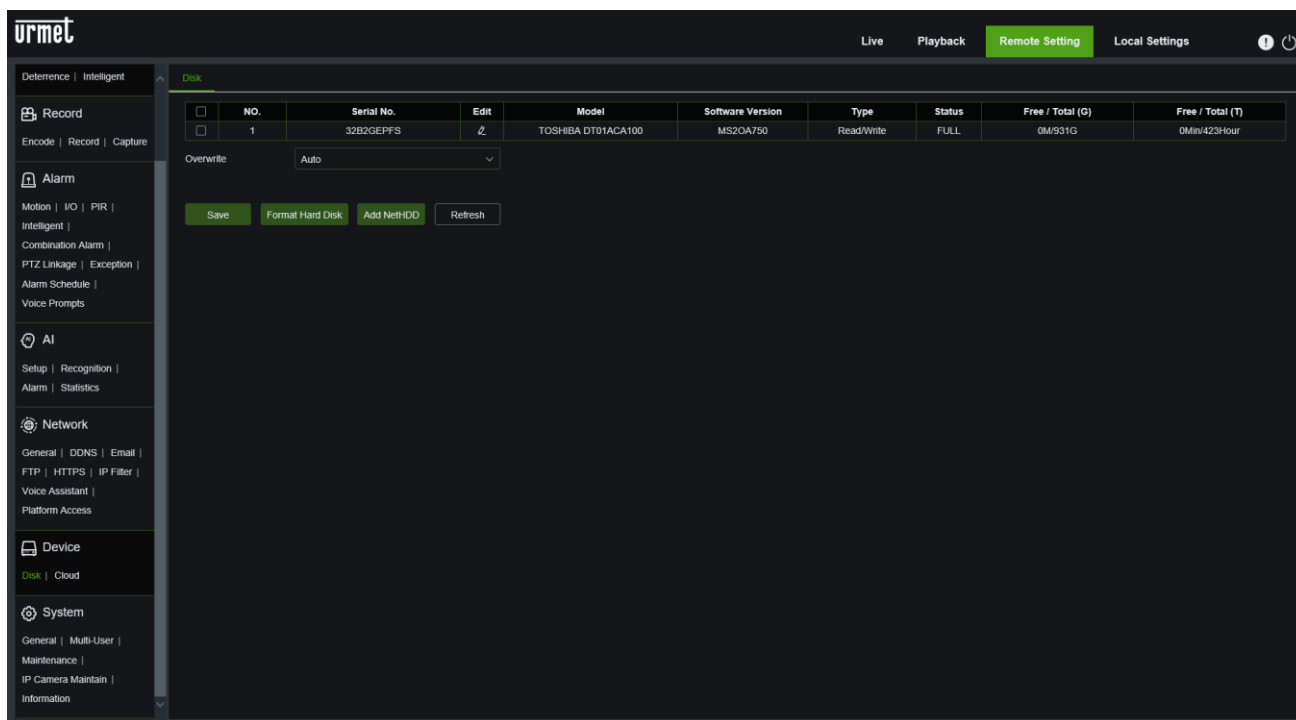 urmet
Live Playback Remote Setting Local Settings
Deterrence | Intelligent
Record
Encode | Record | Capture
Alarm
Motion | I/O | PIR |
Intelligent |
Combination Alarm |
PTZ Linkage | Exception |
Alarm Schedule |
Voice Prompts
AI
Setup | Recognition |
Alarm | Statistics
Network
General | DDNS | Email |
FTP | HTTPS | IP Filter |
Voice Assistant |
Platform Access
Device
Disk | Cloud
System
General | Multi-User |
Maintenance |
IP Camera Maintain |
Information
Disk
NO. Serial No. Edit Model Software Version Type Status Free / Total (G) Free / Total (T)
1 32B2GEPFS TOSHIBA DT01ACA100 MS2OA750 Read/Write FULL 0M/931G 0Min/423Hour
Overwrite Auto
Save Format Hard Disk Add NetHDD Refresh